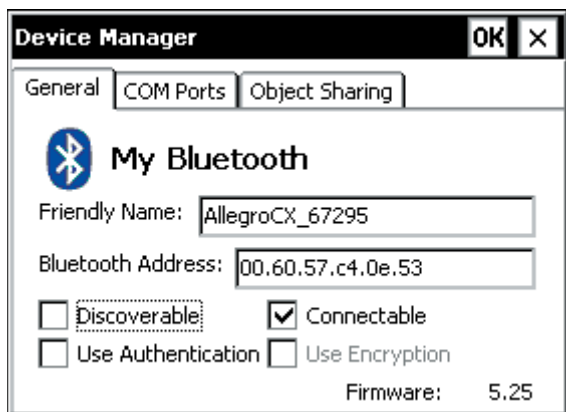 Device Manager OK ×
General COM Ports Object Sharing
My Bluetooth
Friendly Name: AllegroCX_67295
Bluetooth Address: 00.60.57.c4.0e.53
Discoverable Connectable
Use Authentication Use Encryption
Firmware: 5.25